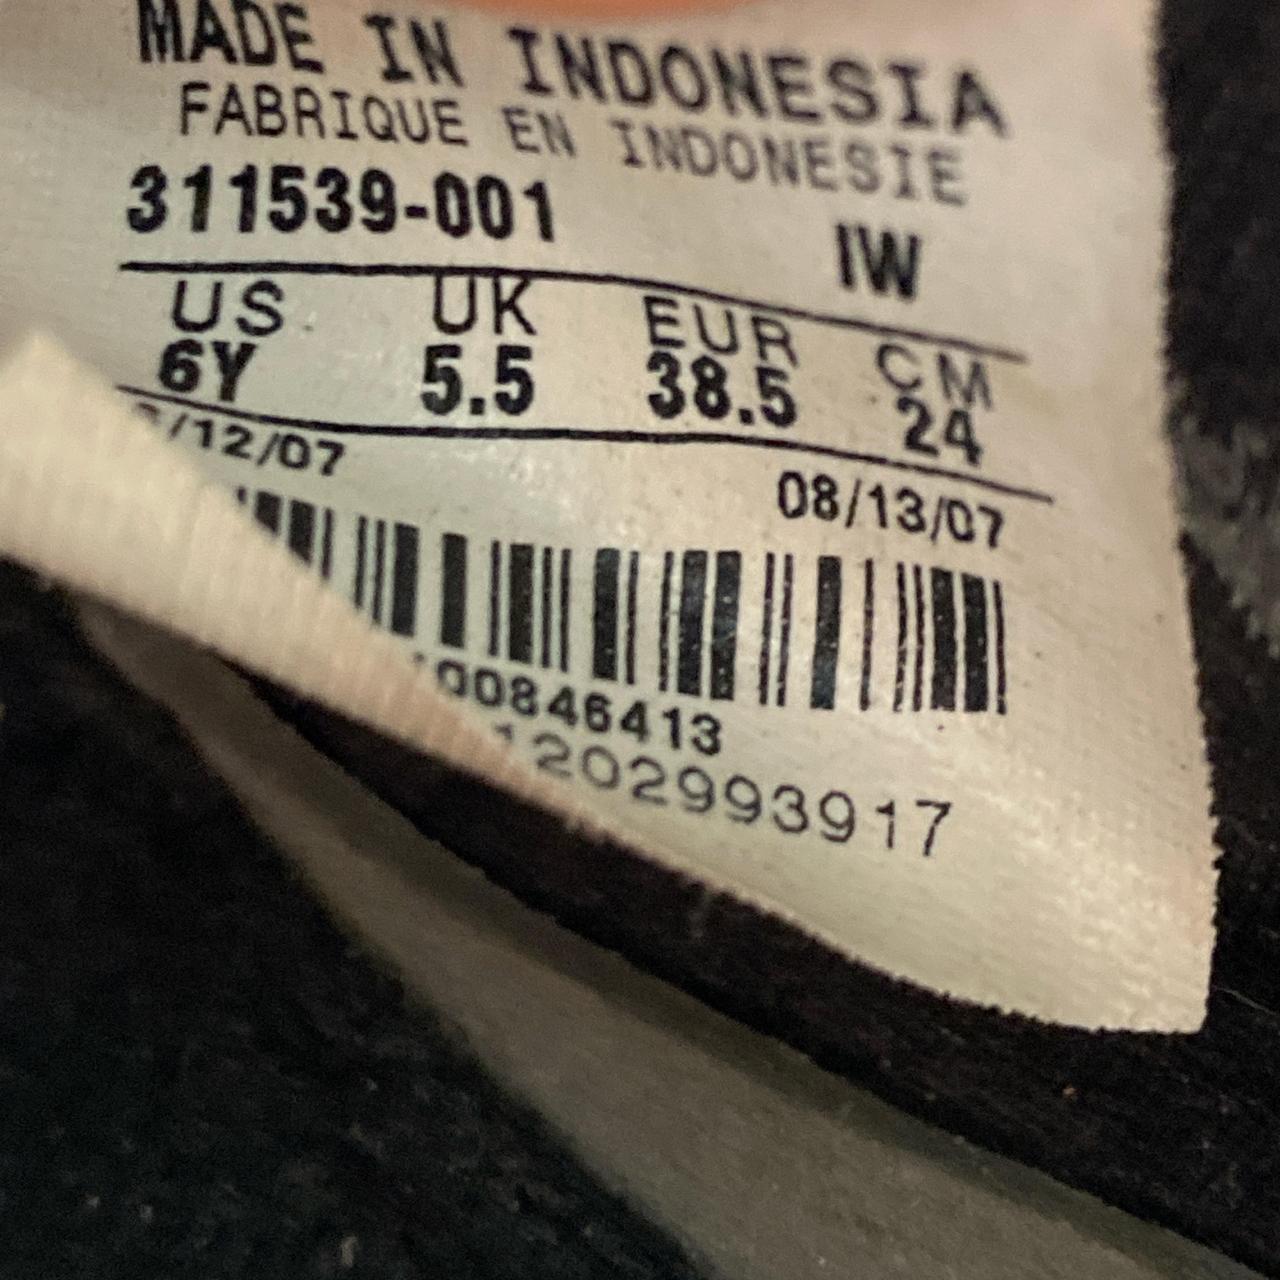 MADE IN INDONESIA
FABRIQUE EN INDONESIE
311539-001 IW
US UK EUR CM
6Y 5.5 38.5 24
/12/07 08/13/07
00846413
1202993917